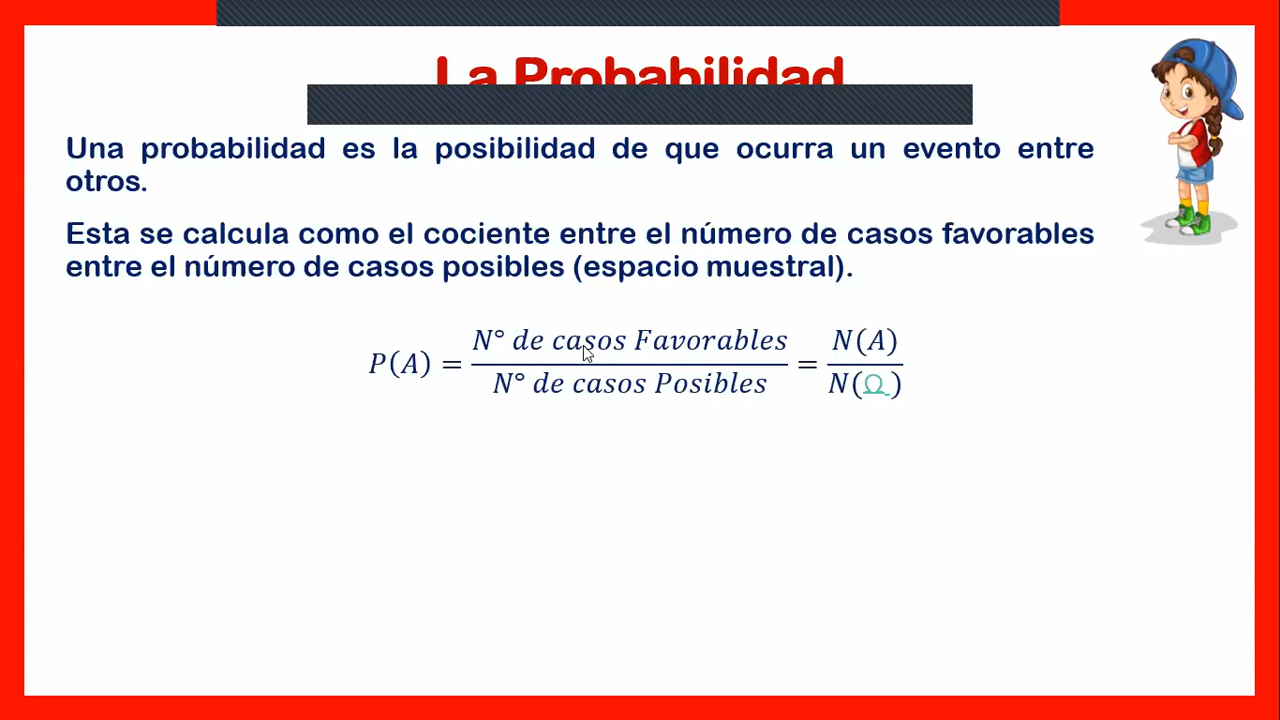 La Probabilidad
Una probabilidad es la posibilidad de que ocurra un evento entre
otros.
Esta se calcula como el cociente entre el número de casos favorables
entre el número de casos posibles (espacio muestral).
P(A) = N° de casos Favorables / N° de casos Posibles = N(A) / N(Ω )